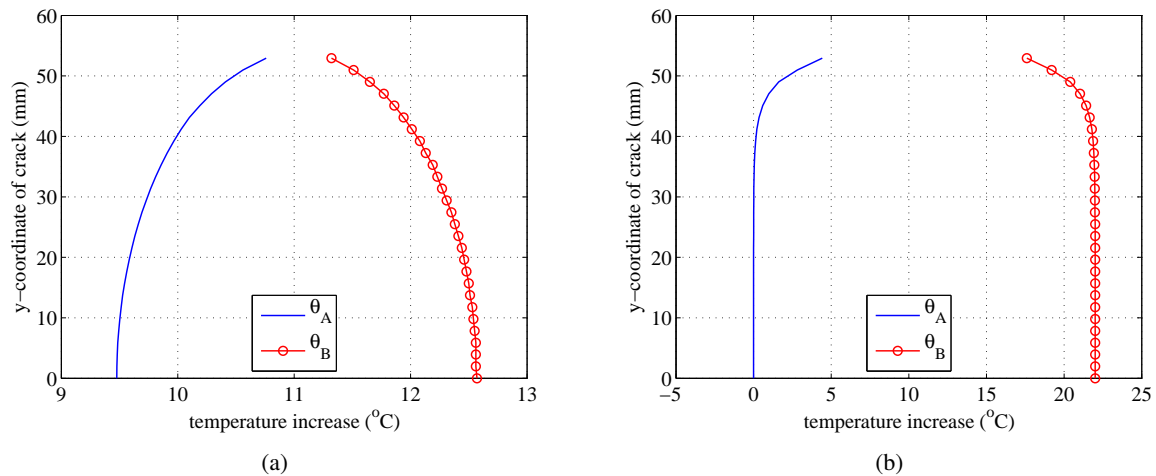 60
50
40
30
20
10
0
y−coordinate of crack (mm)
θA
θB
9 10 11 12 13
temperature increase (°C)
(a)
60
50
40
30
20
10
0
y−coordinate of crack (mm)
θA
θB
−5 0 5 10 15 20 25
temperature increase (°C)
(b)